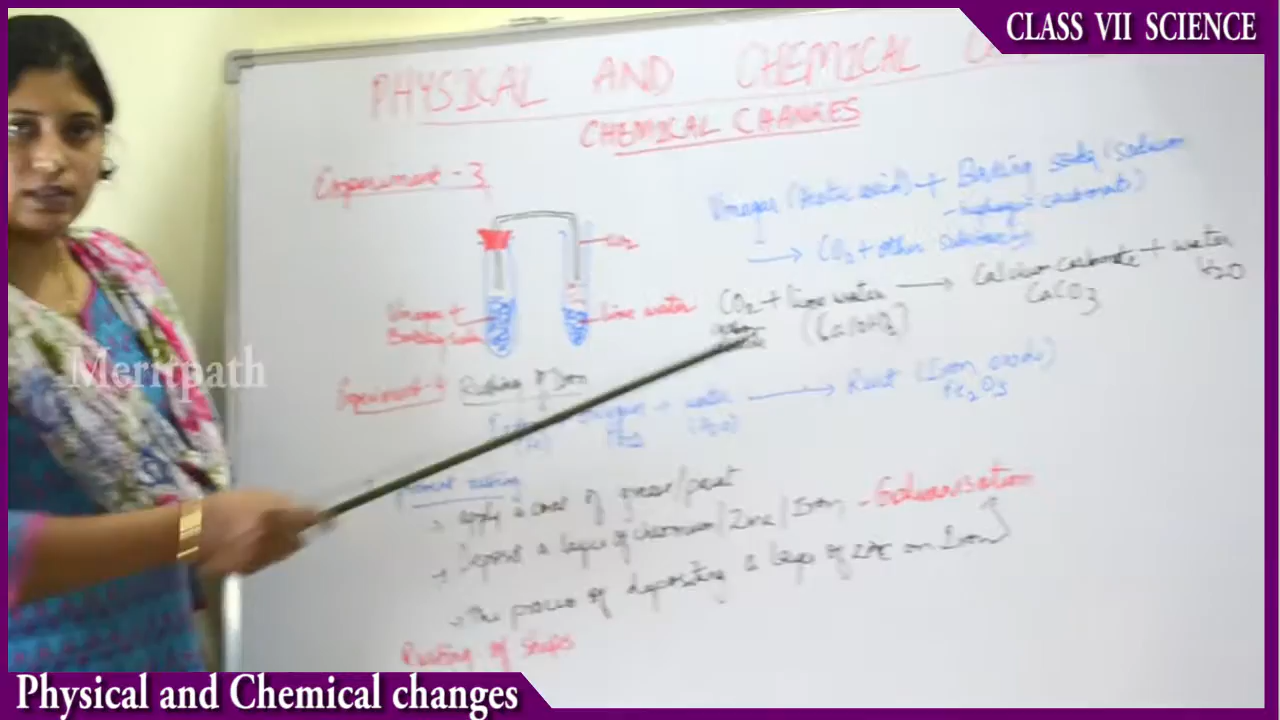 CLASS VII SCIENCE
PHYSICAL AND CHEMICAL
CHEMICAL CHANGES
Experiment - 3
Vinegar (Acetic acid) + Baking soda (Sodium
- hydrogen carbonate)
→ CO2 + other substances
CO2
Vinegar +
Baking soda
Lime water
CO2 + lime water → Calcium carbonate + water
(Ca(OH)2) CaCO3 H2O
Meritpath
Experiment - 4 Rusting of Iron
oxygen + water → Rust (Iron oxide)
(H2O) Fe2O3
Prevent rusting
Apply a coat of grease/paint
Deposit a layer of chromium/Zinc/Iron - Galvanisation
The process of depositing a layer of zinc on Iron
Rusting of ships
Physical and Chemical changes